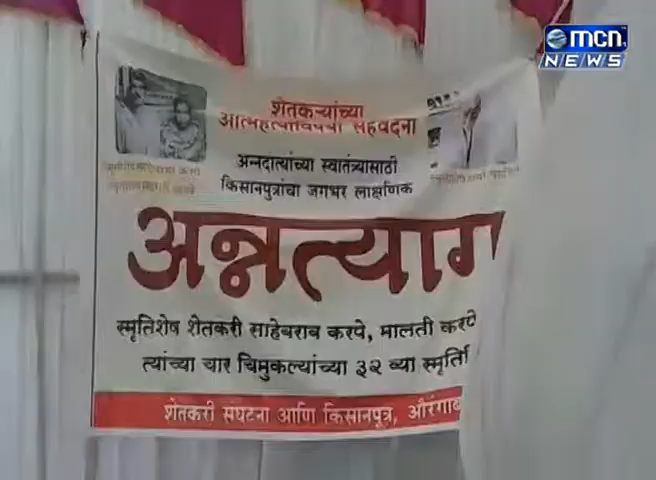 mcn
NEWS
शेतकऱ्यांच्या
आत्महत्यांविषयी सहवेदना
अन्नदात्यांच्या स्वातंत्र्यासाठी
किसानपुत्रांचा जगभर लाक्षणिक
अन्नत्याग
स्मृतिशेष शेतकरी साहेबराव करपे, मालती करपे
त्यांच्या चार चिमुकल्यांच्या ३२ व्या
शेतकरी संघटना आणि किसानपुत्र,